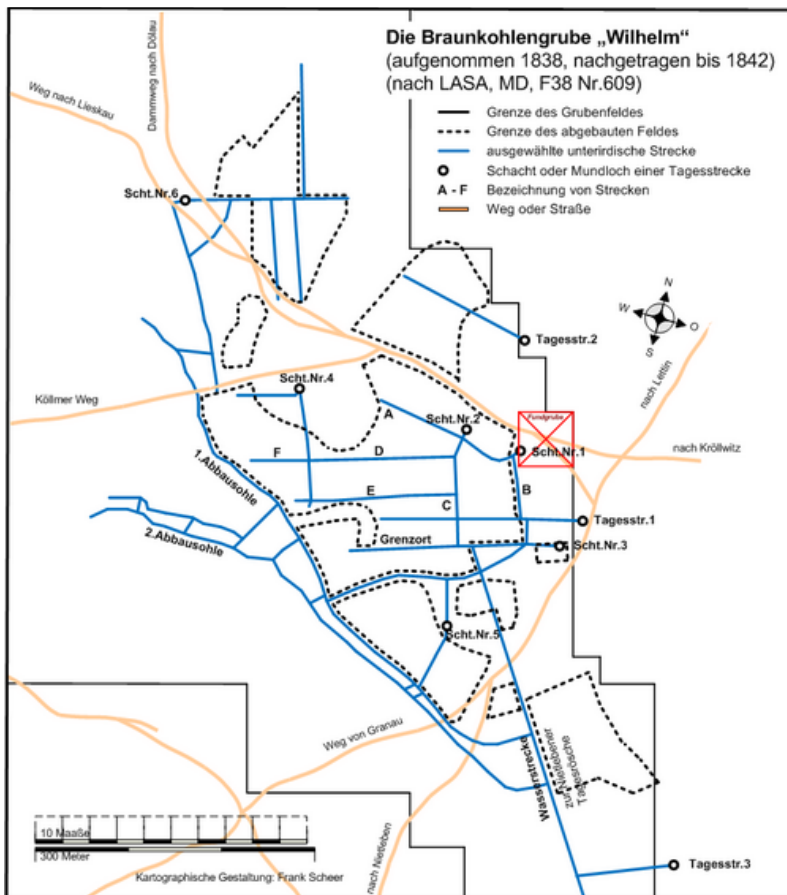 Die Braunkohlengrube „Wilhelm“
(aufgenommen 1838, nachgetragen bis 1842)
(nach LASA, MD, F38 Nr.609)
Grenze des Grubenfeldes
Grenze des abgebauten Feldes
ausgewählte unterirdische Strecke
Schacht oder Mundloch einer Tagesstrecke
A - F Bezeichnung von Strecken
Weg oder Straße
Weg nach Lieskau
Dammweg nach Dölau
Scht.Nr.6
N
W
O
S
Tagesstr.2
nach Lettin
Scht.Nr.4
Köllmer Weg
A
Scht.Nr.2
Fundgrube
Scht.Nr.1
nach Kröllwitz
F
D
B
1.Abbausohle
E
C
Tagesstr.1
2.Abbausohle
Grenzort
Scht.Nr.3
Scht.Nr.5
Weg von Granau
Wasserstrecke
zur Nietlebener
Tagesrösche
10 Maaße
300 Meter
nach Nietleben
Tagesstr.3
Kartographische Gestaltung: Frank Scheer